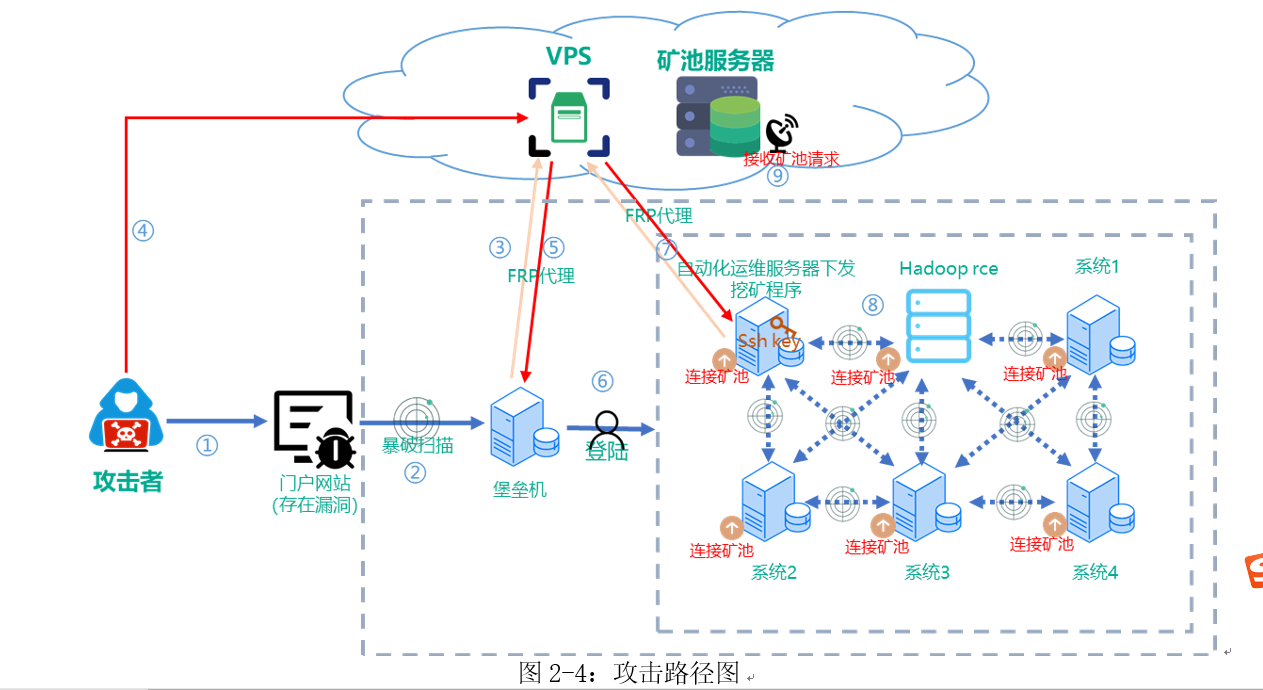 VPS
矿池服务器
接收矿池请求
⑨
④
FRP代理
③
⑤
⑦
FRP代理
自动化运维服务器下发
挖矿程序
Hadoop rce
系统1
⑧
Ssh key
连接矿池
连接矿池
连接矿池
⑥
①
暴破扫描
登陆
②
攻击者
门户网站
(存在漏洞)
堡垒机
连接矿池
连接矿池
连接矿池
系统2
系统3
系统4
图 2-4：攻击路径图